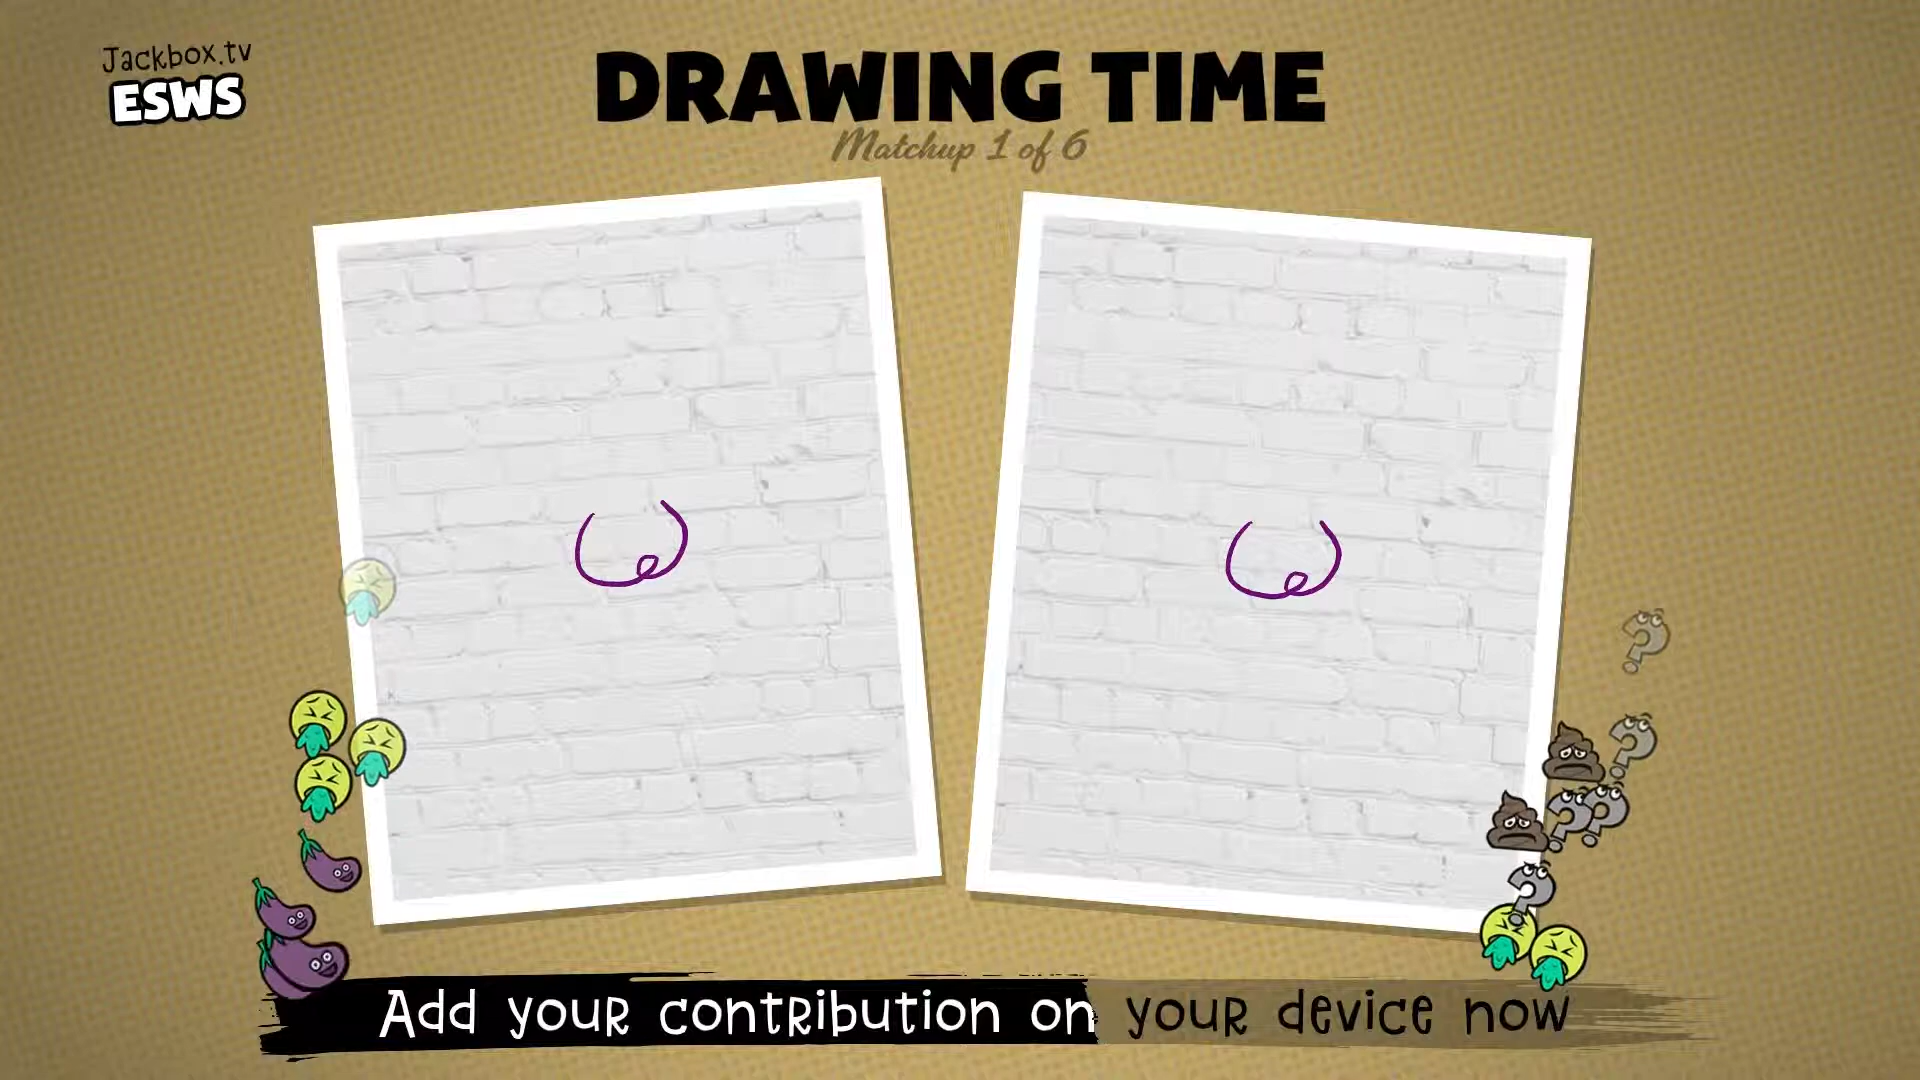 Jackbox.tv
ESWS
DRAWING TIME
Matchup 1 of 6
Add your contribution on your device now